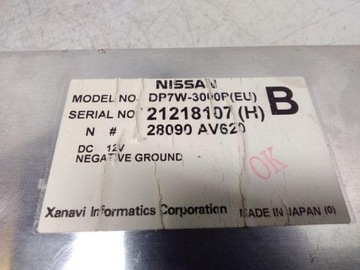 NISSAN
MODEL NO. DP7W-3000P(EU)
SERIAL NO. 21218107 (H) B
N # 28090 AV620
DC 12V
NEGATIVE GROUND
OK
Xanavi Informatics Corporation MADE IN JAPAN (0)